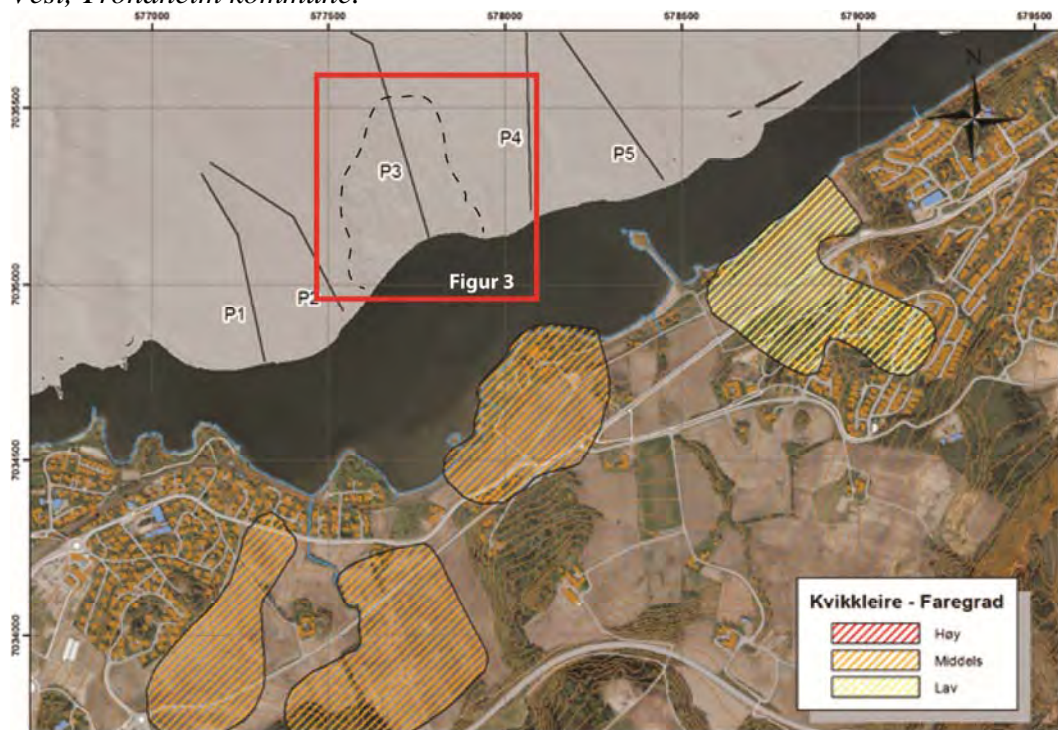 Vest, Trondheim kommune.
577000 577500 578000 578500 579000 579500
N
7035500
P3
P4
P5
P1
P2
Figur 3
7035000
7034500
7034000
Kvikkleire - Faregrad
Høy
Middels
Lav